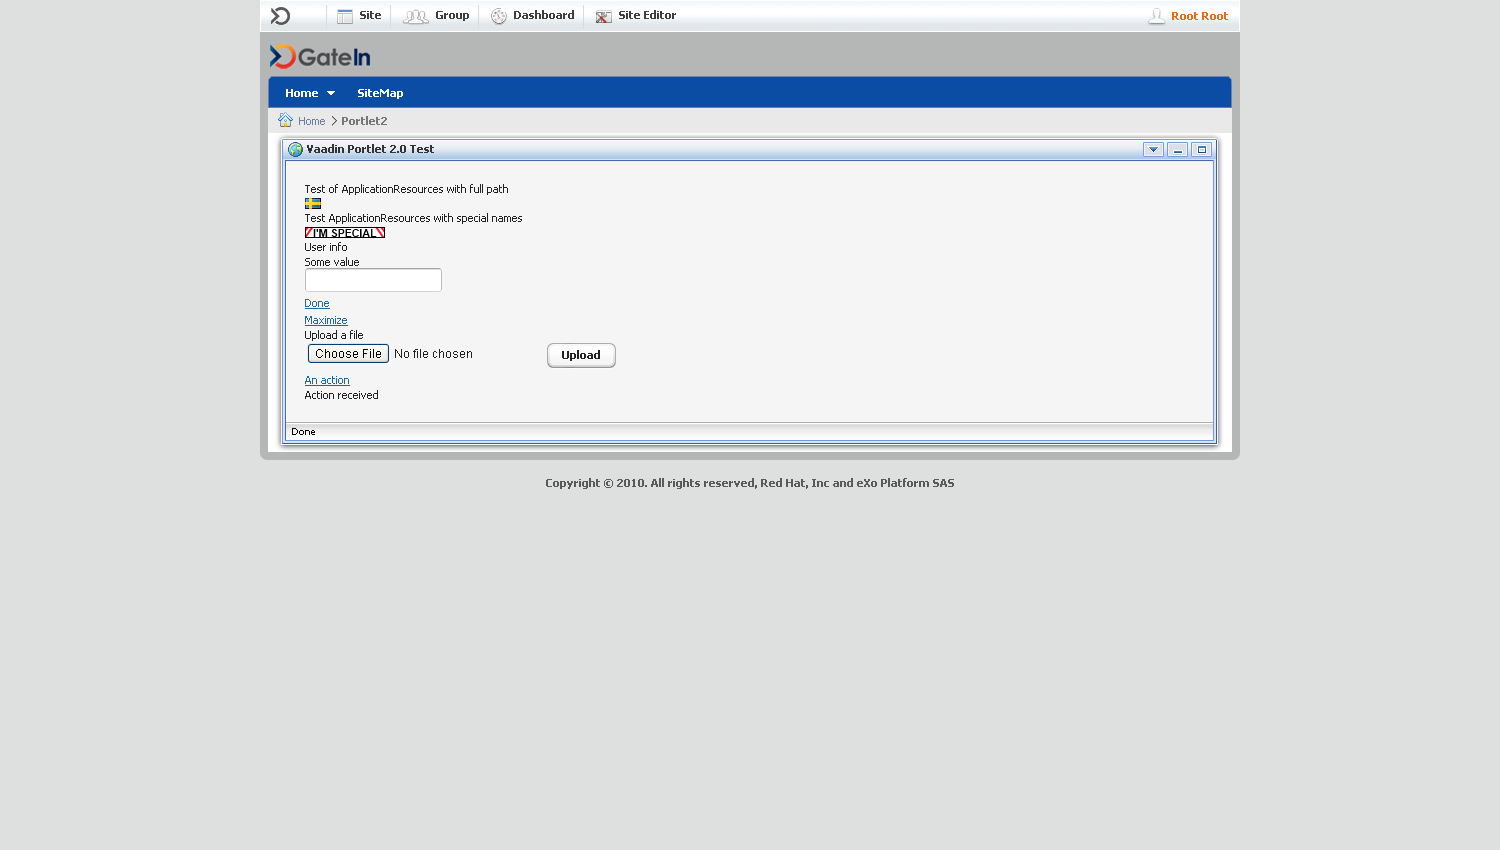 Site Group Dashboard Site Editor Root Root
GateIn
Home SiteMap
Home Portlet2
Vaadin Portlet 2.0 Test
Test of ApplicationResources with full path
Test ApplicationResources with special names
I'M SPECIAL
User info
Some value
Done
Maximize
Upload a file
Choose File No file chosen Upload
An action
Action received
Done
Copyright © 2010. All rights reserved, Red Hat, Inc and eXo Platform SAS